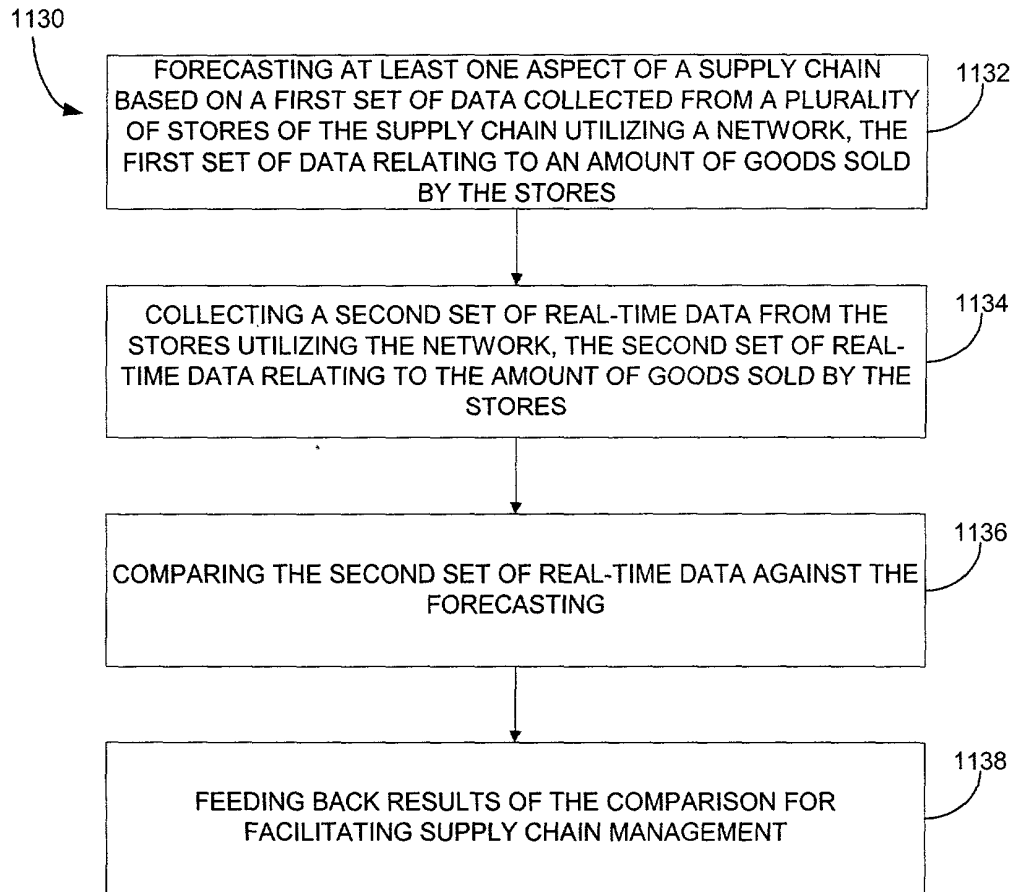 1130
FORECASTING AT LEAST ONE ASPECT OF A SUPPLY CHAIN
BASED ON A FIRST SET OF DATA COLLECTED FROM A PLURALITY
OF STORES OF THE SUPPLY CHAIN UTILIZING A NETWORK, THE
FIRST SET OF DATA RELATING TO AN AMOUNT OF GOODS SOLD
BY THE STORES
1132
COLLECTING A SECOND SET OF REAL-TIME DATA FROM THE
STORES UTILIZING THE NETWORK, THE SECOND SET OF REAL-
TIME DATA RELATING TO THE AMOUNT OF GOODS SOLD BY THE
STORES
1134
COMPARING THE SECOND SET OF REAL-TIME DATA AGAINST THE
FORECASTING
1136
FEEDING BACK RESULTS OF THE COMPARISON FOR
FACILITATING SUPPLY CHAIN MANAGEMENT
1138